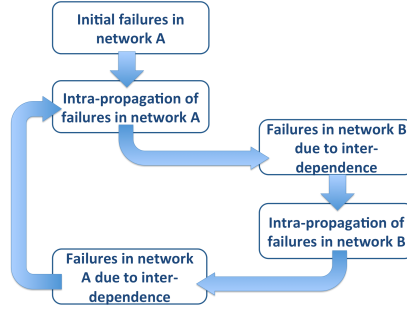 Initial failures in
network A
Intra-propagation of
failures in network A
Failures in network B
due to inter-
dependence
Intra-propagation of
failures in network B
Failures in network
A due to inter-
dependence